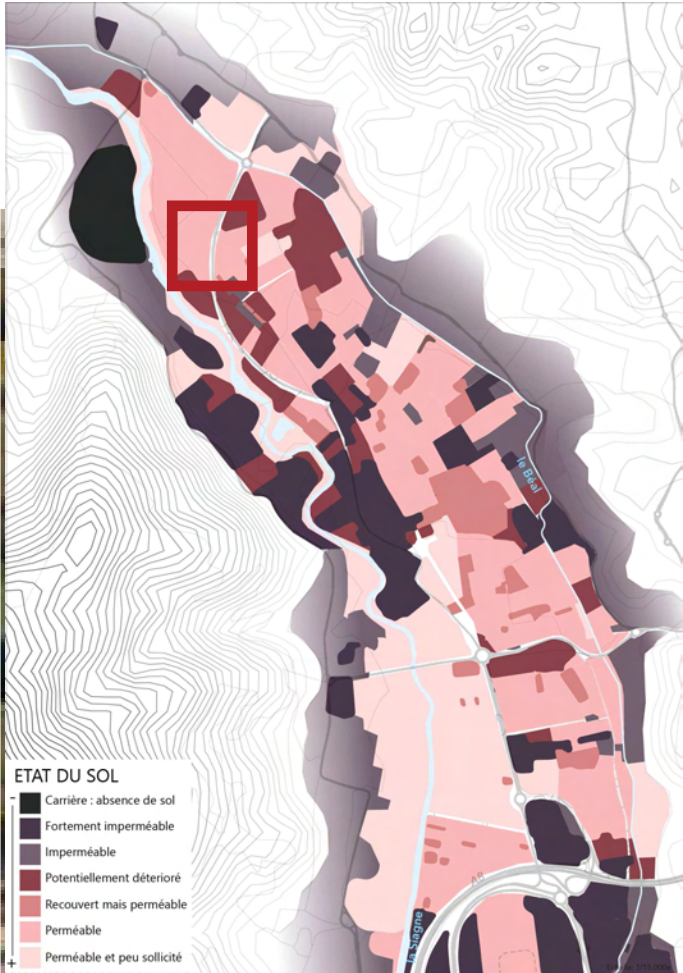 le Béal
ETAT DU SOL
-
Carrière : absence de sol
Fortement imperméable
Imperméable
Potentiellement déterioré
Recouvert mais perméable
Perméable
Perméable et peu sollicité
+
A8
la Siagne